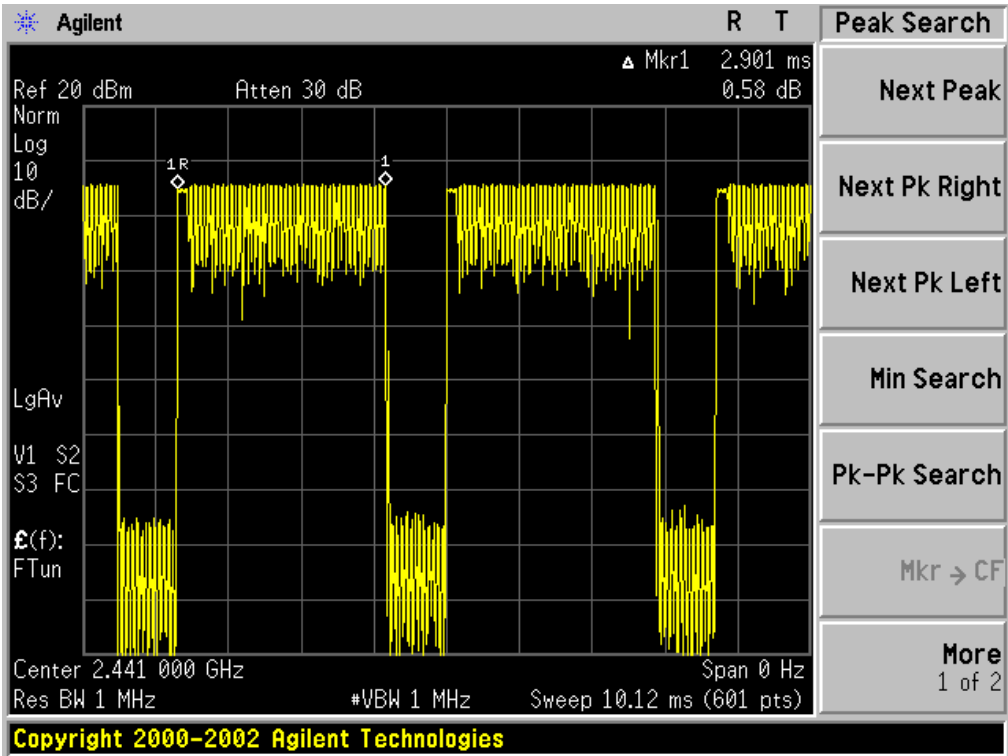 Agilent R T
Peak Search
Δ Mkr1 2.901 ms
Ref 20 dBm Atten 30 dB 0.58 dB
Norm
Log
10
dB/
1R
1
LgAv
V1 S2
S3 FC
£(f):
FTun
Center 2.441 000 GHz Span 0 Hz
Res BW 1 MHz #VBW 1 MHz Sweep 10.12 ms (601 pts)
Copyright 2000-2002 Agilent Technologies
Next Peak
Next Pk Right
Next Pk Left
Min Search
Pk-Pk Search
Mkr → CF
More
1 of 2